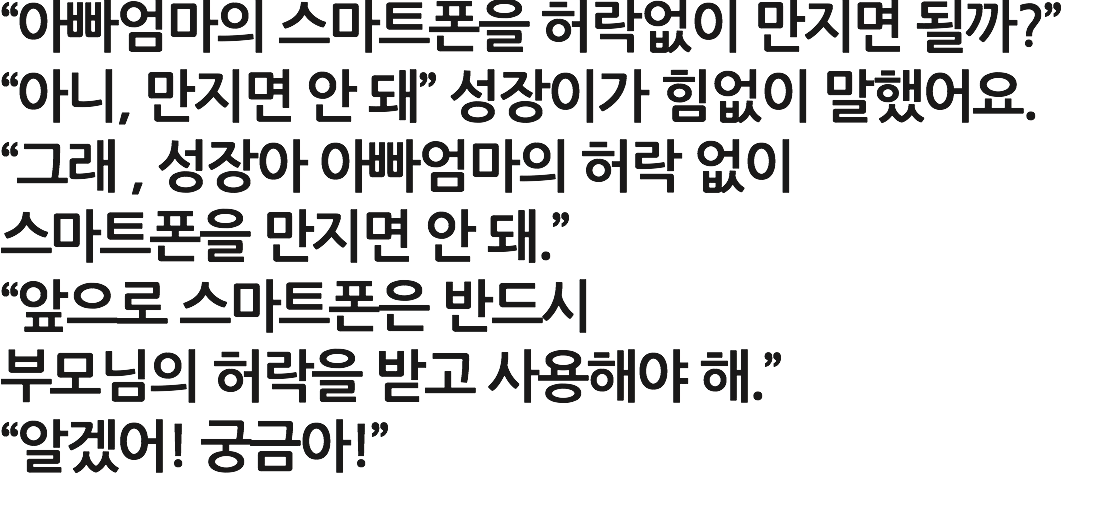 “아빠엄마의 스마트폰을 허락없이 만지면 될까?”
“아니, 만지면 안 돼” 성장이가 힘없이 말했어요.
“그래 , 성장아 아빠엄마의 허락 없이
스마트폰을 만지면 안 돼.”
“앞으로 스마트폰은 반드시
부모님의 허락을 받고 사용해야 해.”
“알겠어! 궁금아!”